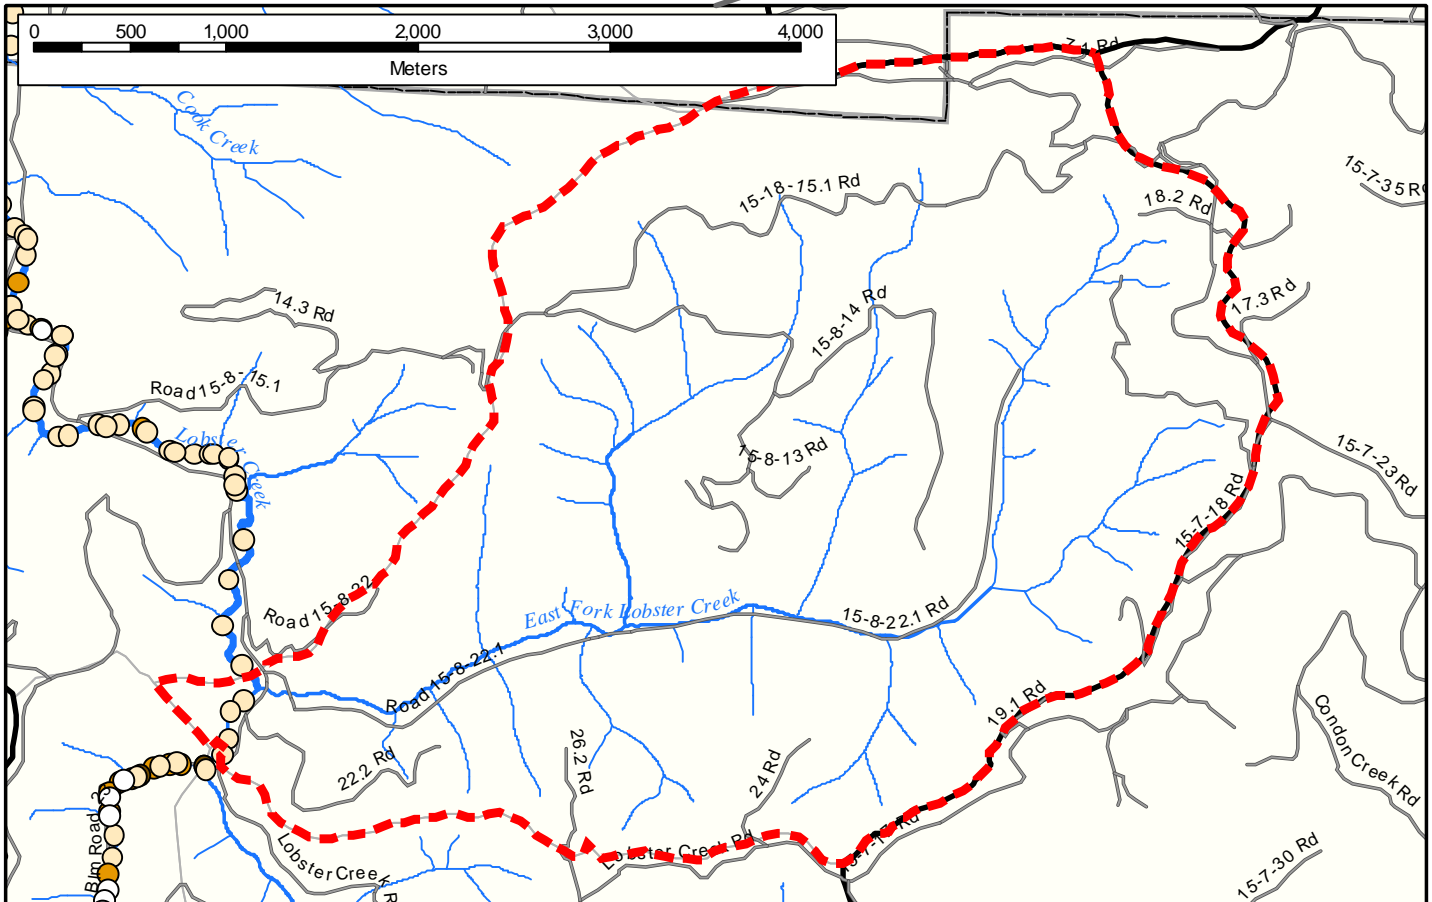 0 500 1,000 2,000 3,000 4,000
Meters
7.1 Rd
Cook Creek
15-7-35 R
15-18-15.1 Rd
18.2 Rd
14.3 Rd
17.3 Rd
15-8-14 Rd
Road 15-8-15.1
Lobster Creek
15-8-13 Rd
15-7-23 Rd
15-7-18 Rd
Road 15-8-22
East Fork Lobster Creek
15-8-22.1 Rd
Road 15-8-22.1
19.1 Rd
Condon Creek Rd
26.2 Rd
22.2 Rd
24 Rd
Blm Road
Lobster Creek Rd
Lobster Creek R
15-7-30 Rd